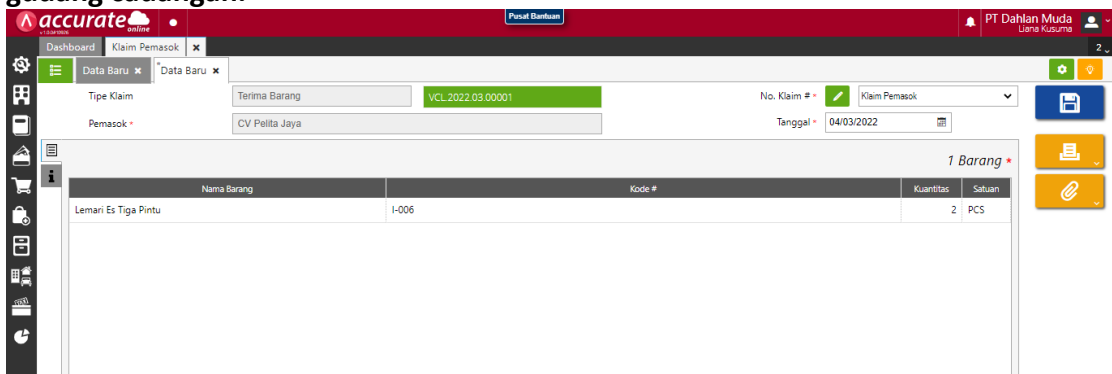 accurate online
Pusat Bantuan
PT Dahlan Muda
Liana Kusuma
Dashboard Klaim Pemasok
2
Data Baru Data Baru
Tipe Klaim Terima Barang VCL.2022.03.00001 No. Klaim # * Klaim Pemasok
Pemasok * CV Pelita Jaya Tanggal * 04/03/2022
1 Barang *
Nama Barang Kode # Kuantitas Satuan
Lemari Es Tiga Pintu I-006 2 PCS